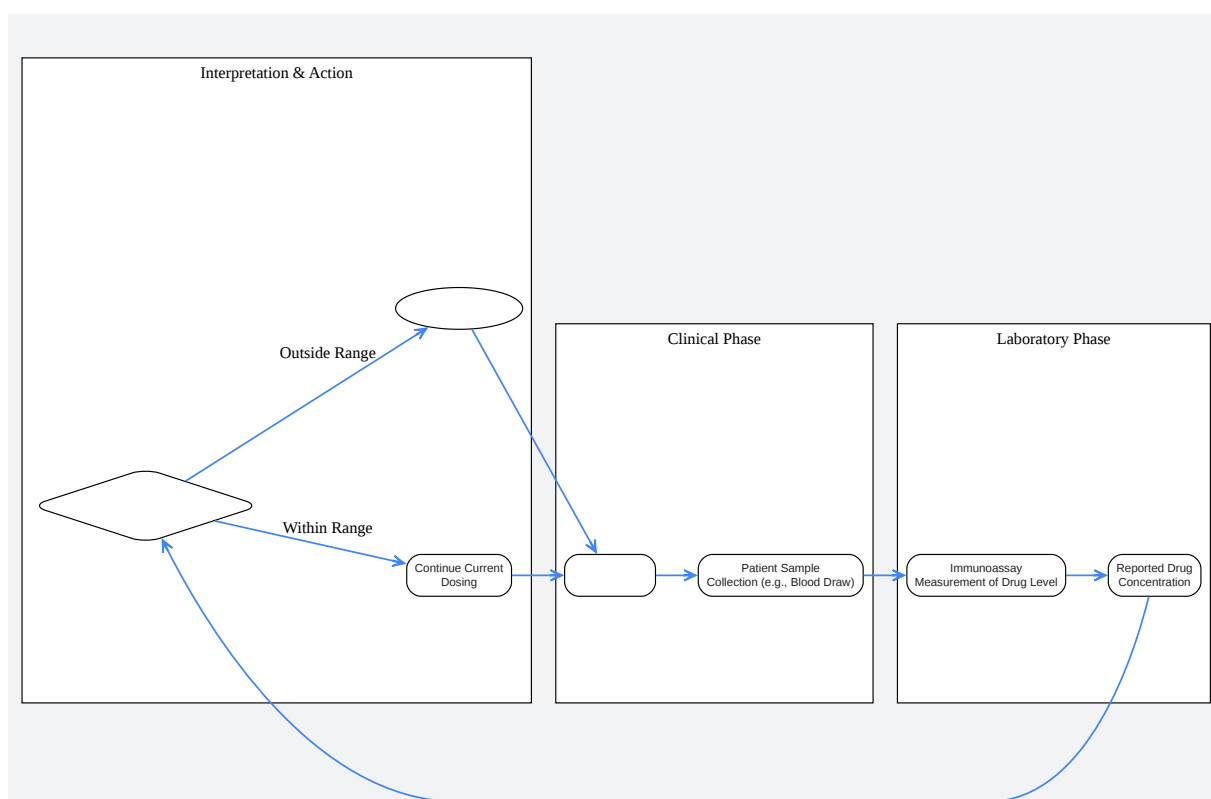 Interpretation & Action
Outside Range
Within Range
Continue Current
Dosing
Clinical Phase
Patient Sample
Collection (e.g., Blood Draw)
Laboratory Phase
Immunoassay
Measurement of Drug Level
Reported Drug
Concentration